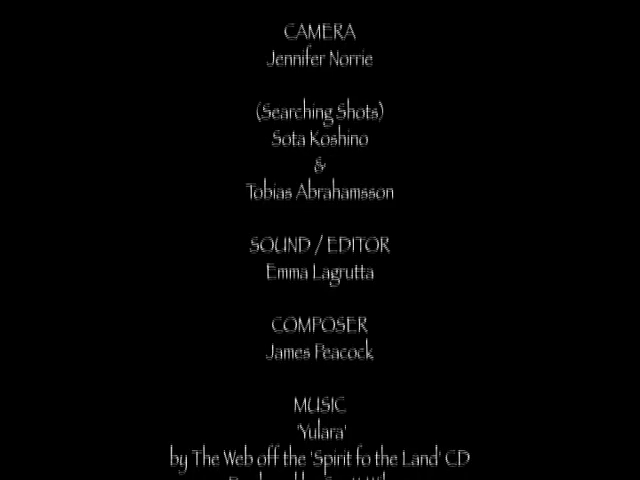 CAMERA
Jennifer Norrie
(Searching Shots)
Sota Koshino
&
Tobias Abrahamsson
SOUND / EDITOR
Emma Lagrutta
COMPOSER
James Peacock
MUSIC
'Yulara'
by The Web off the 'Spirit fo the Land' CD